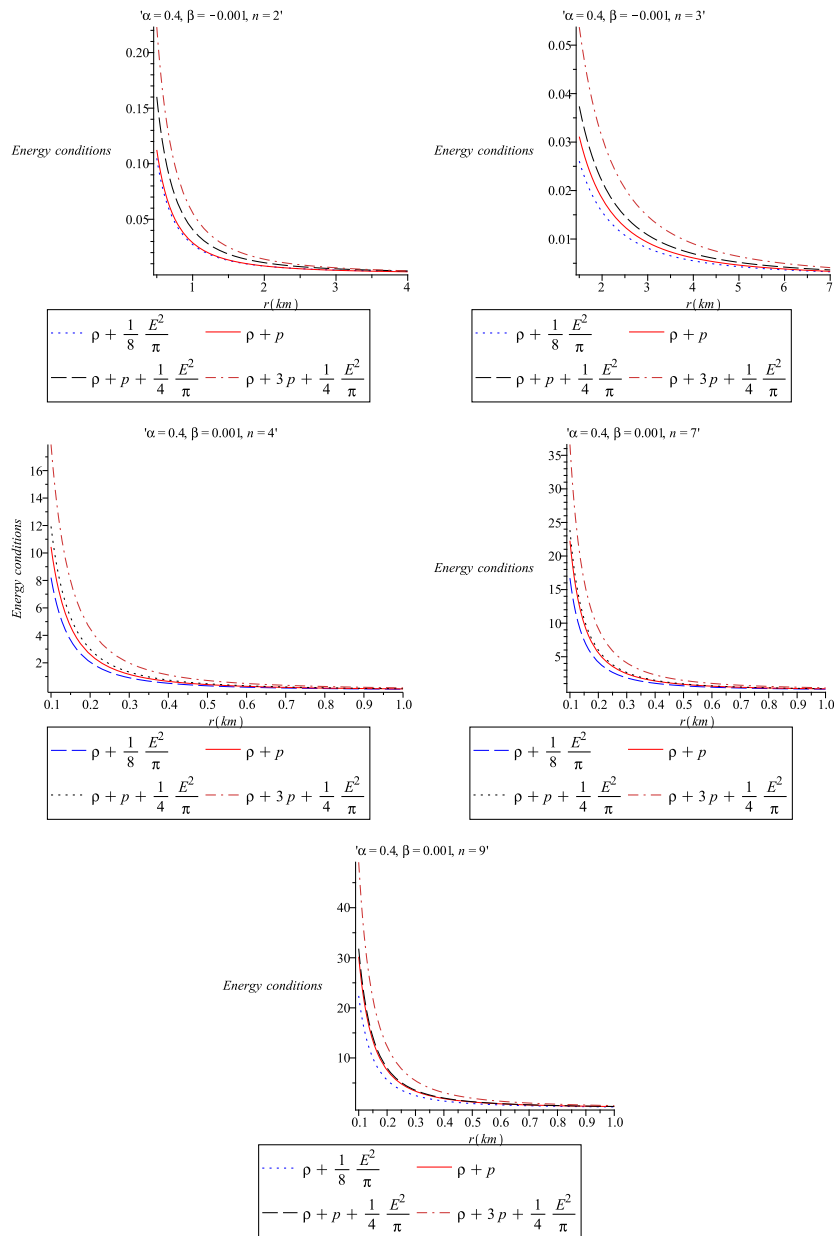 'α = 0.4, β = −0.001, n = 2'
0.20
0.15
Energy conditions
0.10
0.05
1 2 3 4
r(km)
ρ + 1/8 E²/π ρ + p
ρ + p + 1/4 E²/π ρ + 3 p + 1/4 E²/π
'α = 0.4, β = −0.001, n = 3'
0.05
0.04
Energy conditions
0.03
0.02
0.01
2 3 4 5 6 7
r(km)
ρ + 1/8 E²/π ρ + p
ρ + p + 1/4 E²/π ρ + 3 p + 1/4 E²/π
'α = 0.4, β = 0.001, n = 4'
16
14
12
10
8
6
4
2
Energy conditions
0.1 0.2 0.3 0.4 0.5 0.6 0.7 0.8 0.9 1.0
r(km)
ρ + 1/8 E²/π ρ + p
ρ + p + 1/4 E²/π ρ + 3 p + 1/4 E²/π
'α = 0.4, β = 0.001, n = 7'
35
30
25
20
Energy conditions
15
10
5
0.1 0.2 0.3 0.4 0.5 0.6 0.7 0.8 0.9 1.0
r(km)
ρ + 1/8 E²/π ρ + p
ρ + p + 1/4 E²/π ρ + 3 p + 1/4 E²/π
'α = 0.4, β = 0.001, n = 9'
40
30
Energy conditions
20
10
0.1 0.2 0.3 0.4 0.5 0.6 0.7 0.8 0.9 1.0
r(km)
ρ + 1/8 E²/π ρ + p
ρ + p + 1/4 E²/π ρ + 3 p + 1/4 E²/π